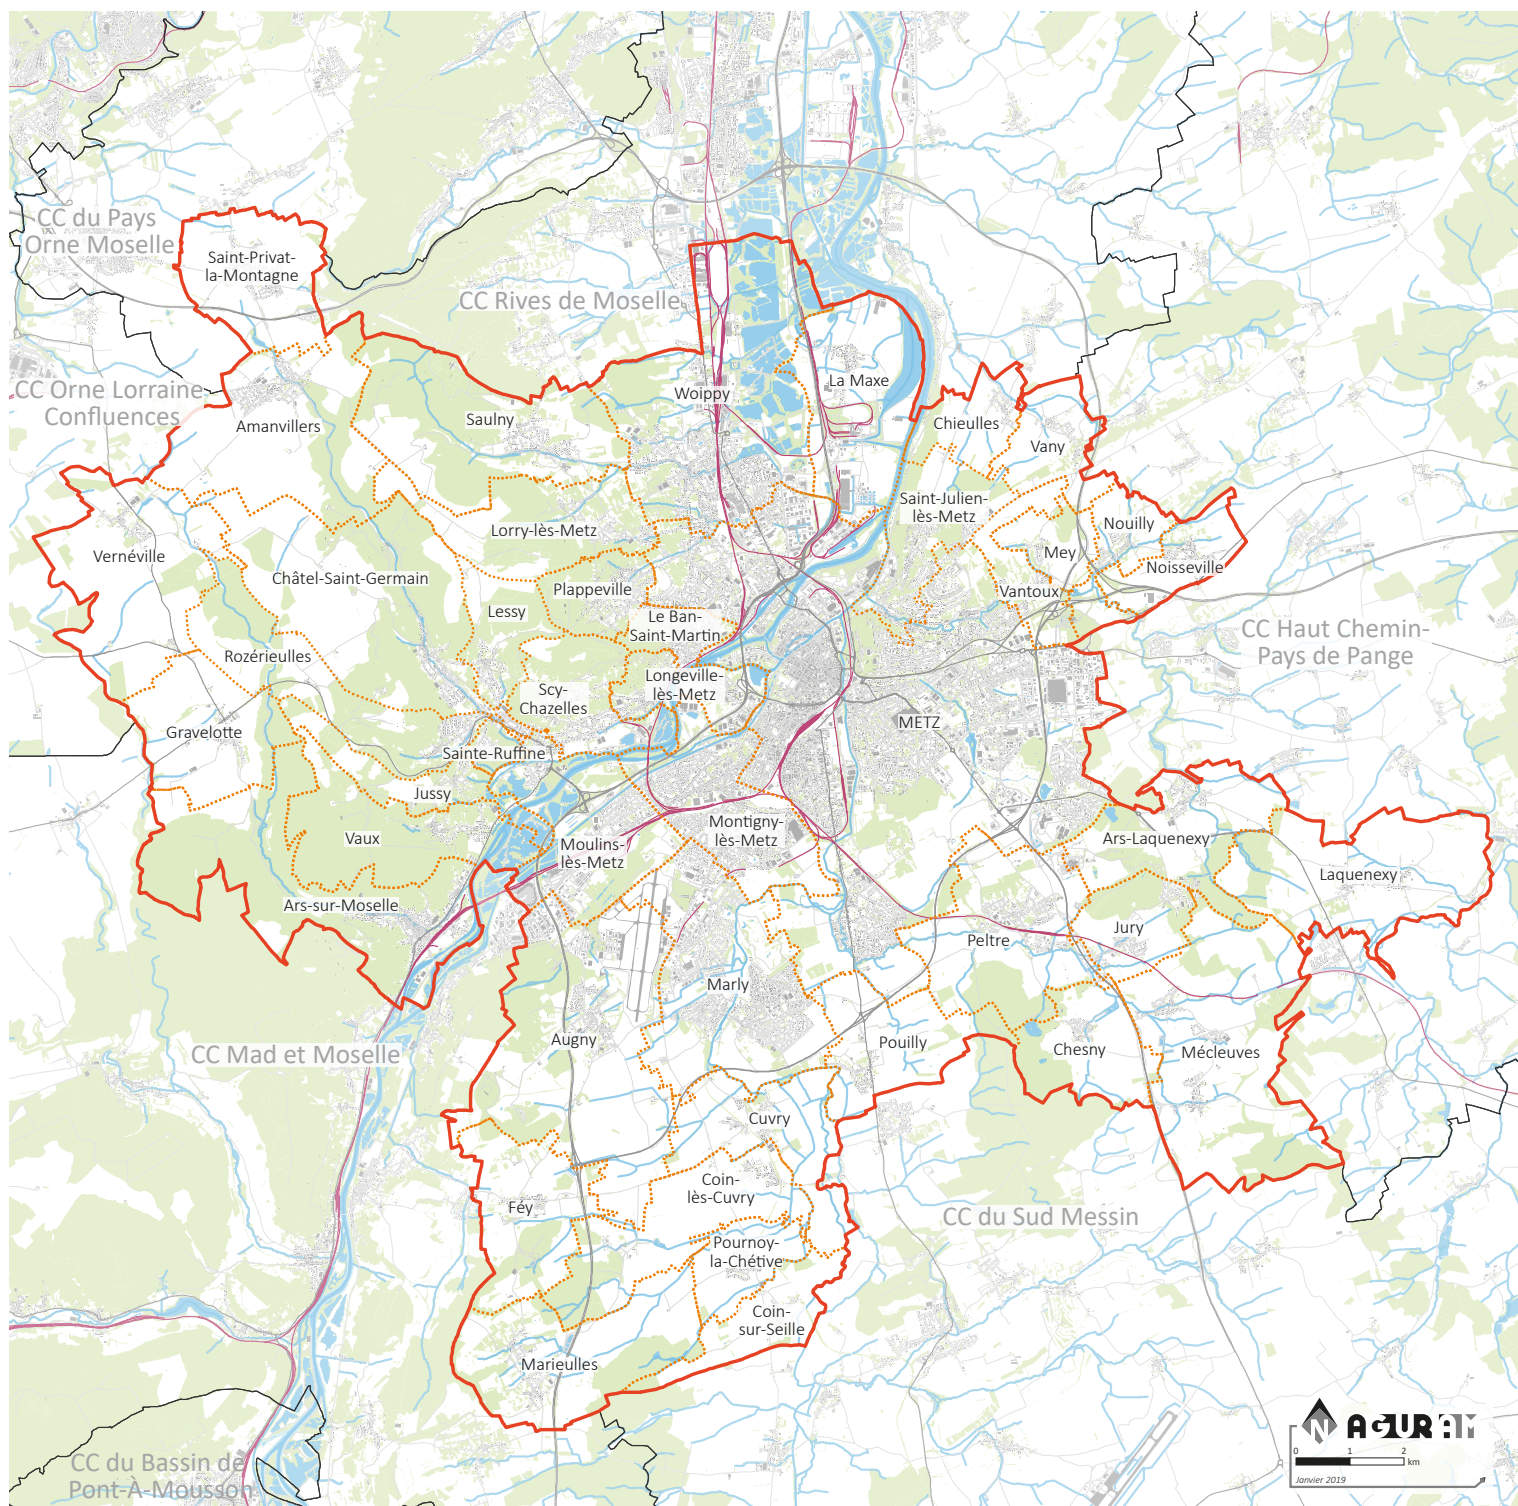 CC du Pays
Orne Moselle
Saint-Privat-
la-Montagne
CC Rives de Moselle
CC Orne Lorraine-
Confluences
Amanvillers
Saulny
Woippy
La Maxe
Chieulles
Vany
Saint-Julien-
lès-Metz
Nouilly
Mey
Noisseville
Vantoux
Lorry-lès-Metz
Vernéville
Châtel-Saint-Germain
Plappeville
Lessy
Le Ban-
Saint-Martin
CC Haut Chemin-
Pays de Pange
Rozérieulles
Longeville-
lès-Metz
Scy-
Chazelles
METZ
Gravelotte
Sainte-Ruffine
Jussy
Vaux
Moulins-
lès-Metz
Montigny-
lès-Metz
Ars-Laquenexy
Laquenexy
Ars-sur-Moselle
Jury
Peltre
Marly
Augny
Pouilly
Chesny
Mécleuves
CC Mad et Moselle
Cuvry
Coin-
lès-Cuvry
Féy
CC du Sud Messin
Pournoy-
la-Chétive
Coin-
sur-Seille
Marieulles
CC du Bassin de
Pont-À-Mousson
N
AGURAM
0 1 2
km
Janvier 2019